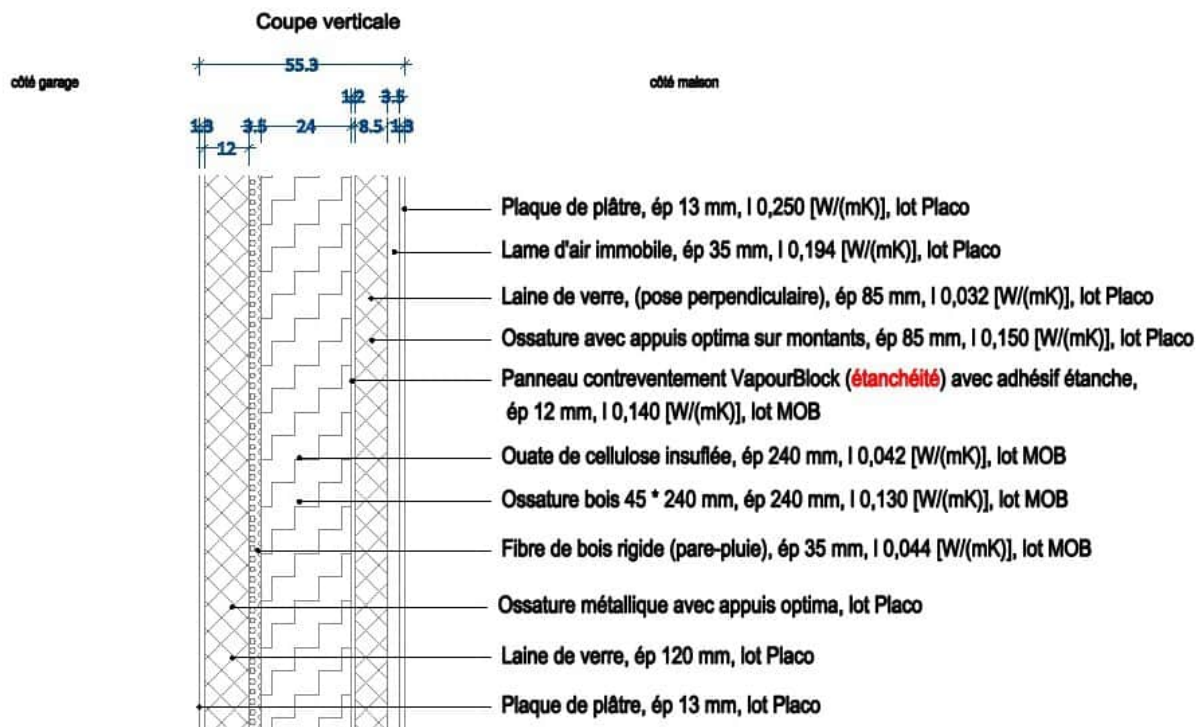 Coupe verticale
55.3
côté garage
côté maison
1.2 3.5
1.3 3.5 24 8.5 1.3
12
Plaque de plâtre, ép 13 mm, l 0,250 [W/(mK)], lot Placo
Lame d'air immobile, ép 35 mm, l 0,194 [W/(mK)], lot Placo
Laine de verre, (pose perpendiculaire), ép 85 mm, l 0,032 [W/(mK)], lot Placo
Ossature avec appuis optima sur montants, ép 85 mm, l 0,150 [W/(mK)], lot Placo
Panneau contreventement VapourBlock (étanchéité) avec adhésif étanche,
ép 12 mm, l 0,140 [W/(mK)], lot MOB
Ouate de cellulose insuflée, ép 240 mm, l 0,042 [W/(mK)], lot MOB
Ossature bois 45 * 240 mm, ép 240 mm, l 0,130 [W/(mK)], lot MOB
Fibre de bois rigide (pare-pluie), ép 35 mm, l 0,044 [W/(mK)], lot MOB
Ossature métallique avec appuis optima, lot Placo
Laine de verre, ép 120 mm, lot Placo
Plaque de plâtre, ép 13 mm, lot Placo